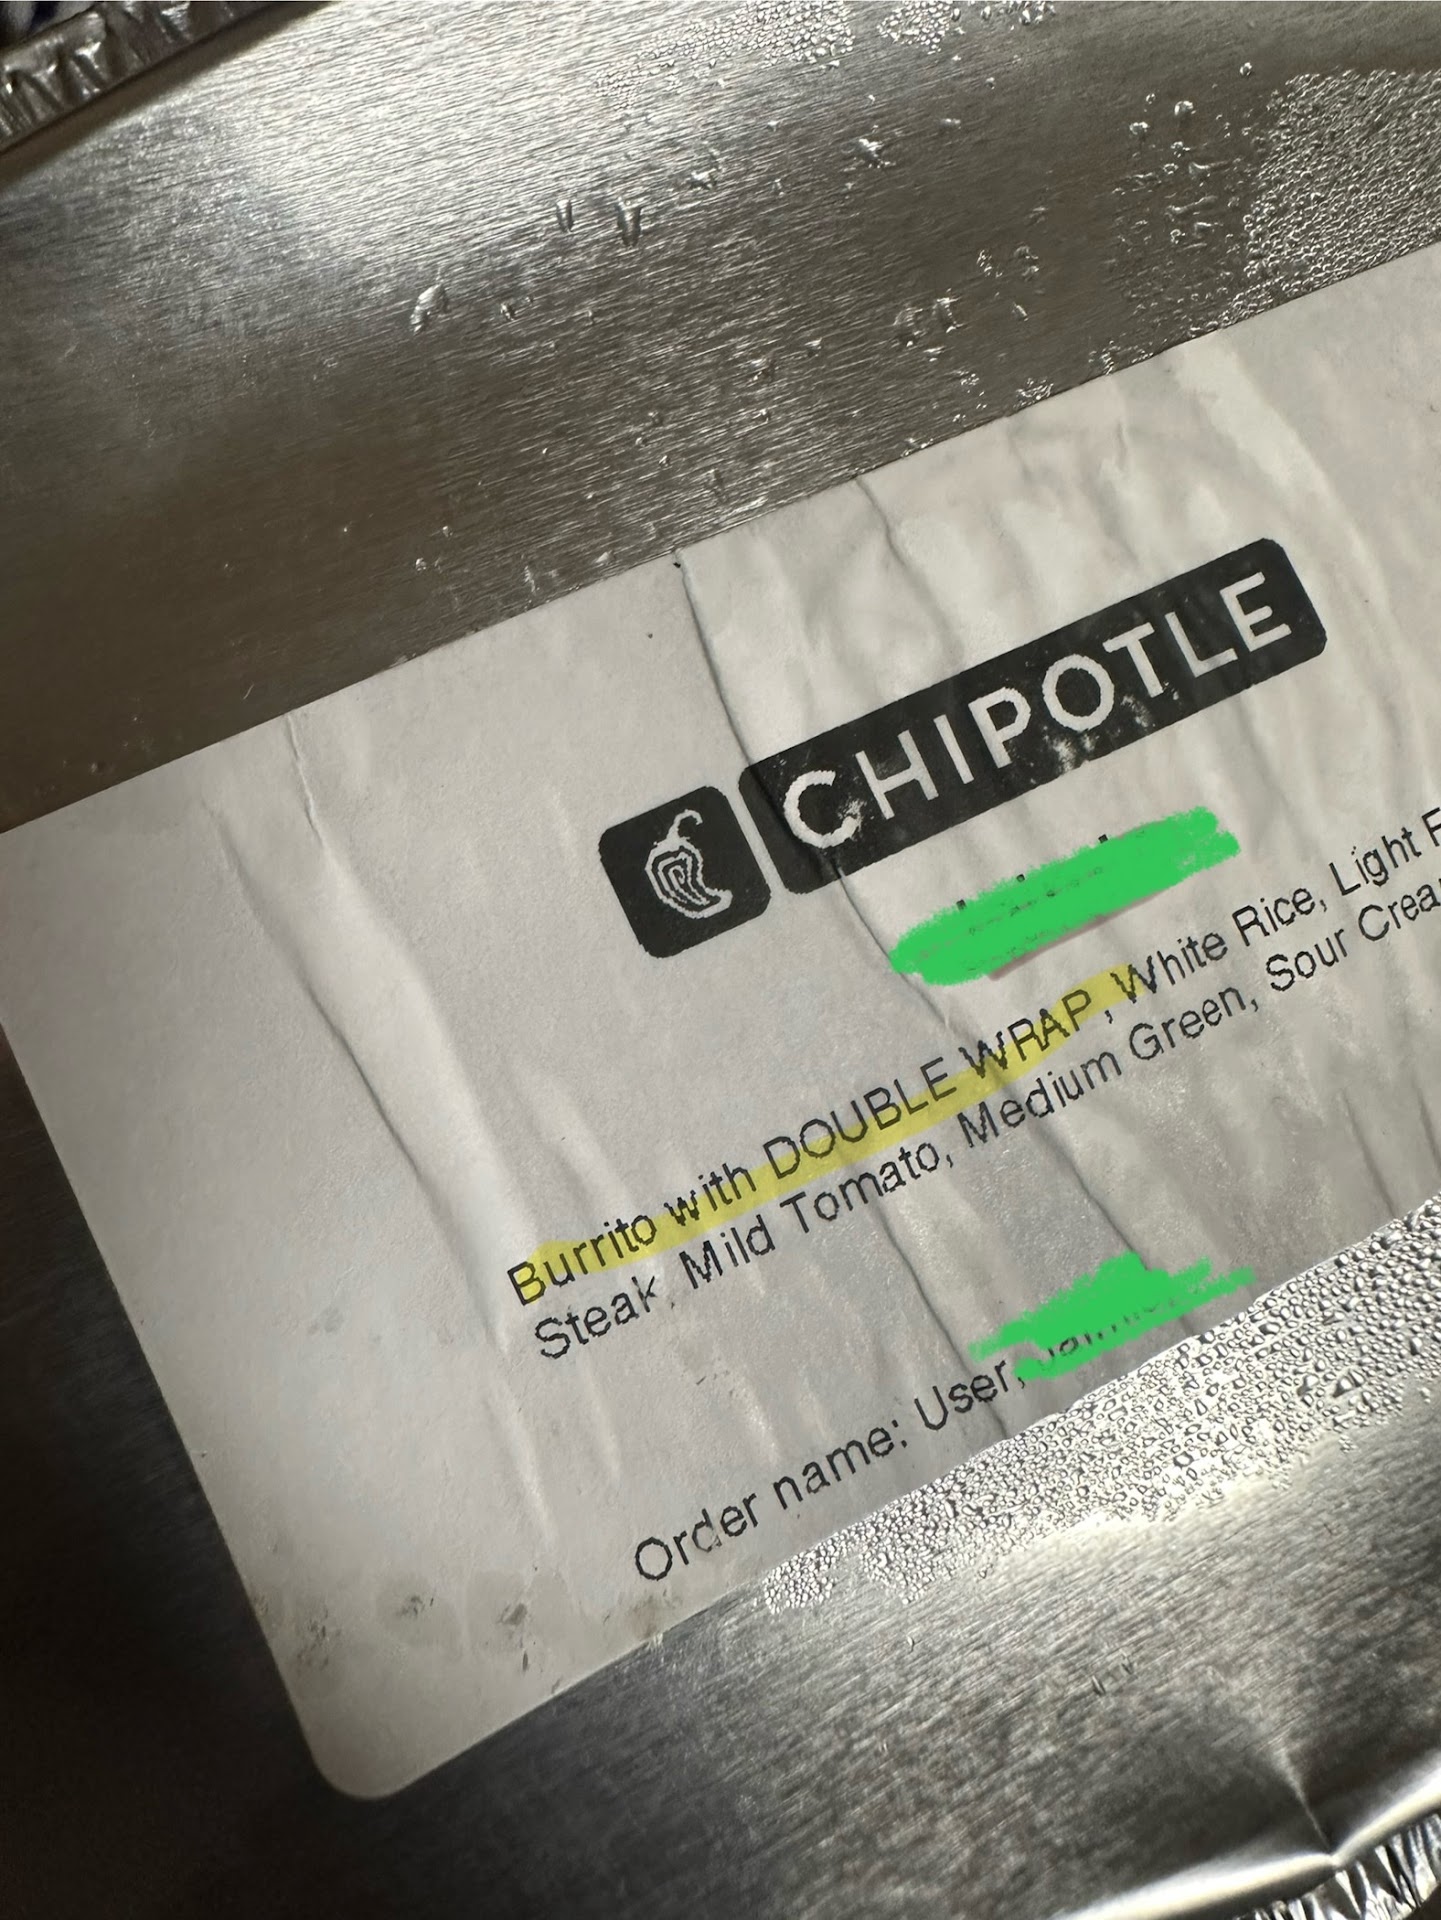 CHIPOTLE
Burrito with DOUBLE WRAP, White Rice, Light
Steak, Mild Tomato, Medium Green, Sour
Order name: User,